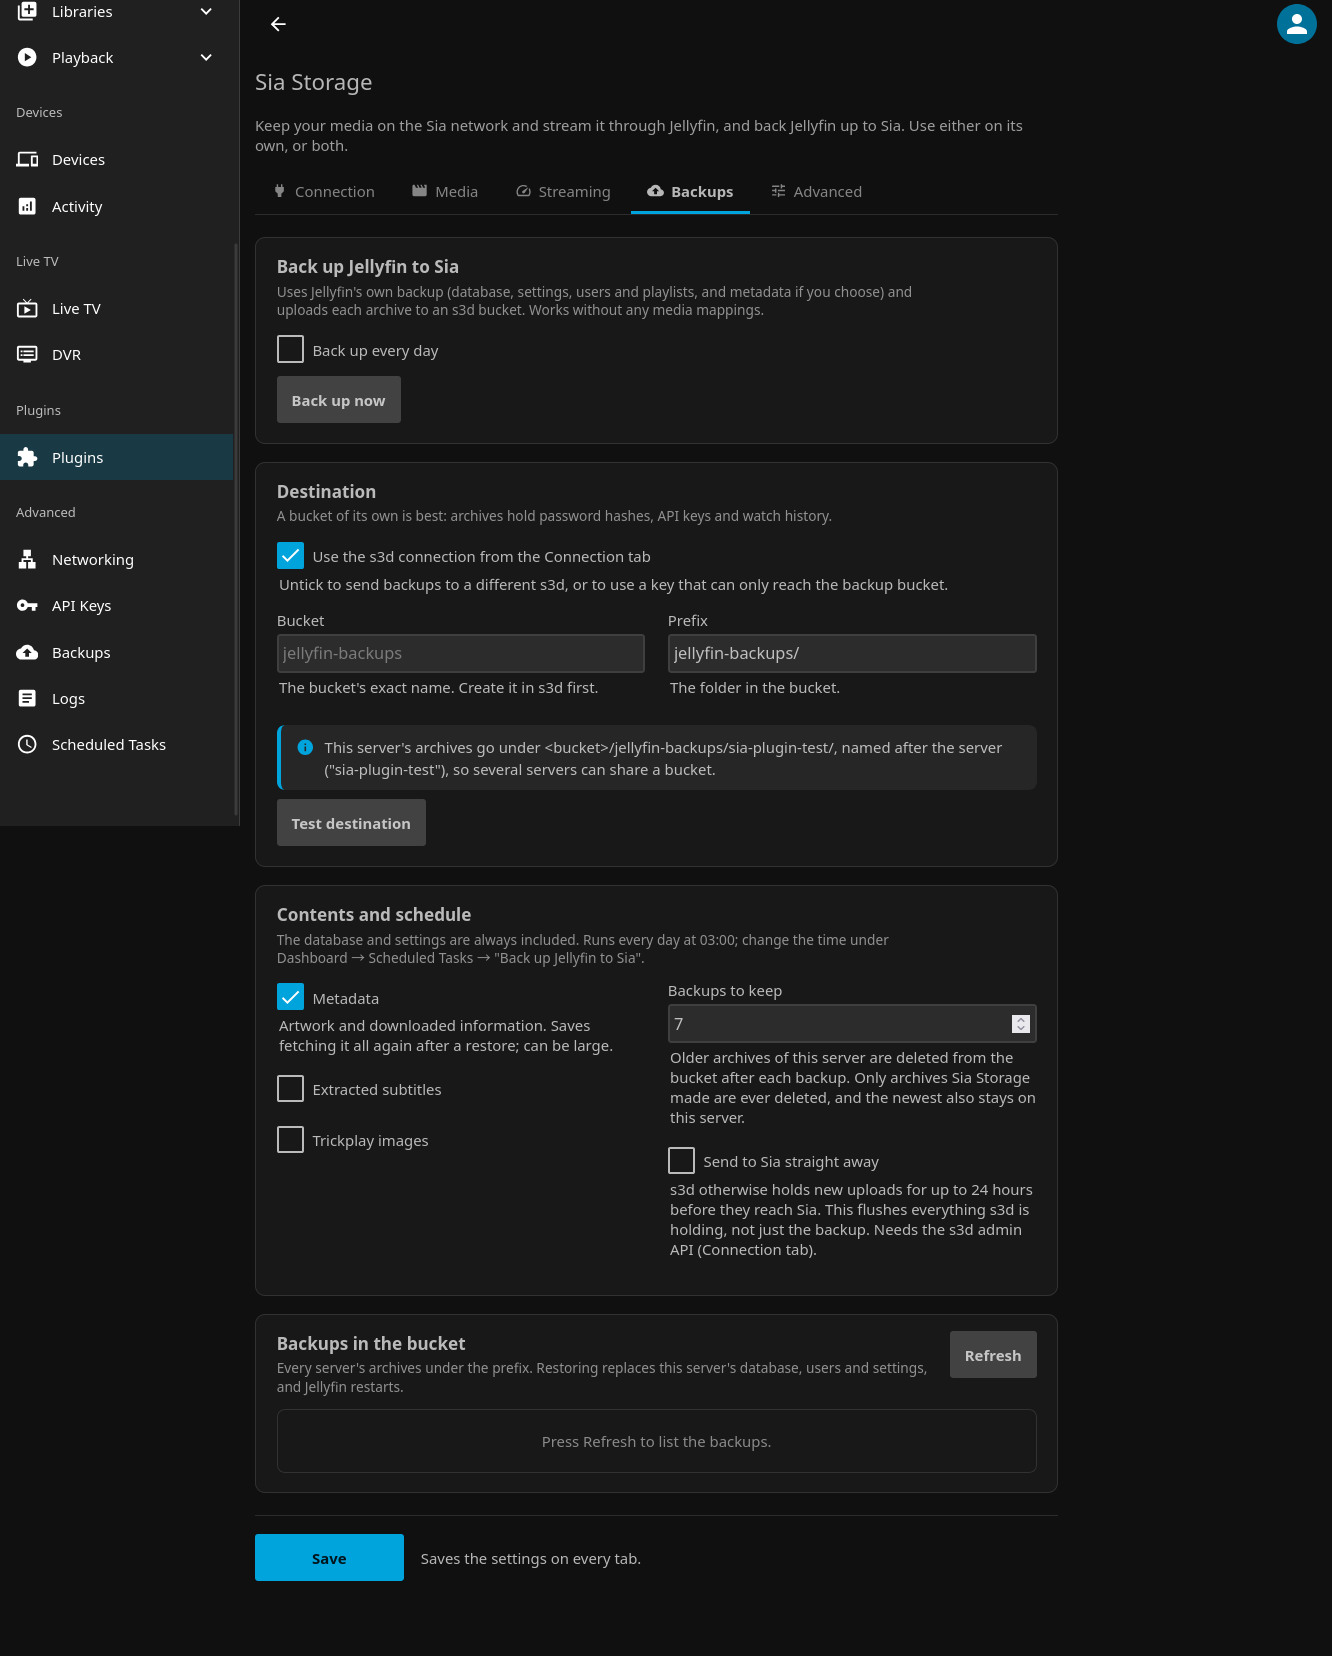 Libraries
Playback
Devices
Devices
Activity
Live TV
Live TV
DVR
Plugins
Plugins
Advanced
Networking
API Keys
Backups
Logs
Scheduled Tasks
Sia Storage
Keep your media on the Sia network and stream it through Jellyfin, and back Jellyfin up to Sia. Use either on its
own, or both.
Connection Media Streaming Backups Advanced
Back up Jellyfin to Sia
Uses Jellyfin's own backup (database, settings, users and playlists, and metadata if you choose) and
uploads each archive to an s3d bucket. Works without any media mappings.
Back up every day
Back up now
Destination
A bucket of its own is best: archives hold password hashes, API keys and watch history.
Use the s3d connection from the Connection tab
Untick to send backups to a different s3d, or to use a key that can only reach the backup bucket.
Bucket
jellyfin-backups
The bucket's exact name. Create it in s3d first.
Prefix
jellyfin-backups/
The folder in the bucket.
This server's archives go under <bucket>/jellyfin-backups/sia-plugin-test/, named after the server
("sia-plugin-test"), so several servers can share a bucket.
Test destination
Contents and schedule
The database and settings are always included. Runs every day at 03:00; change the time under
Dashboard → Scheduled Tasks → "Back up Jellyfin to Sia".
Metadata
Artwork and downloaded information. Saves
fetching it all again after a restore; can be large.
Extracted subtitles
Trickplay images
Backups to keep
7
Older archives of this server are deleted from the
bucket after each backup. Only archives Sia Storage
made are ever deleted, and the newest also stays on
this server.
Send to Sia straight away
s3d otherwise holds new uploads for up to 24 hours
before they reach Sia. This flushes everything s3d is
holding, not just the backup. Needs the s3d admin
API (Connection tab).
Backups in the bucket
Every server's archives under the prefix. Restoring replaces this server's database, users and settings,
and Jellyfin restarts.
Refresh
Press Refresh to list the backups.
Save
Saves the settings on every tab.